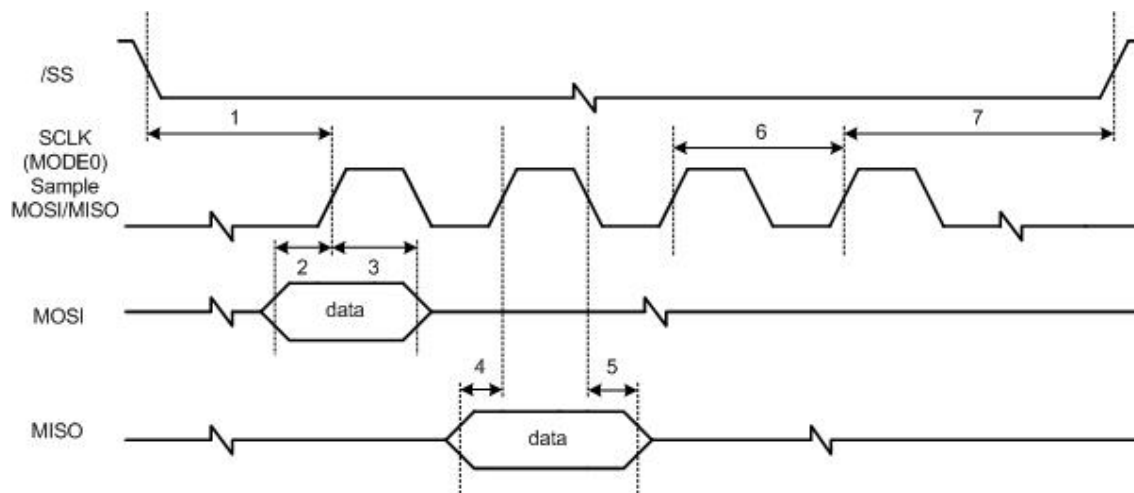 /SS
1
7
6
SCLK
(MODE0)
Sample
MOSI/MISO
2
3
MOSI
data
4
5
MISO
data